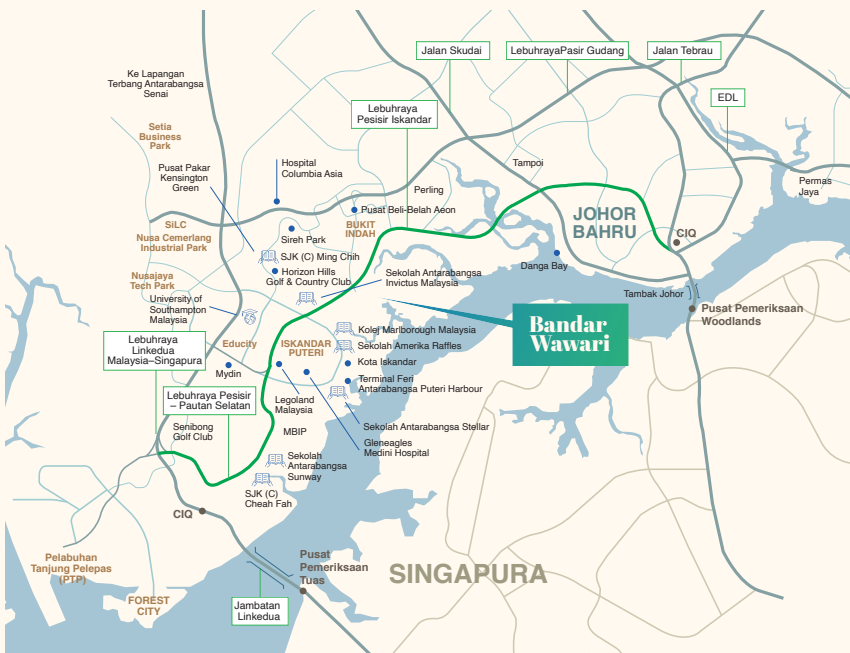 Jalan Skudai
LebuhrayaPasir Gudang
Jalan Tebrau
Ke Lapangan
Terbang Antarabangsa
Senai
EDL
Lebuhraya
Pesisir Iskandar
Setia
Business
Park
Hospital
Columbia Asia
Tampoi
Pusat Pakar
Kensington
Green
Perling
Permas
Jaya
Pusat Beli-Belah Aeon
JOHOR
BAHRU
SiLC
Nusa Cemerlang
Industrial Park
BUKIT
INDAH
Sireh Park
CIQ
SJK (C) Ming Chih
Danga Bay
Nusajaya
Tech Park
Horizon Hills
Golf & Country Club
Sekolah Antarabangsa
Invictus Malaysia
Tambak Johor
University of
Southampton
Malaysia
Pusat Pemeriksaan
Woodlands
Bandar
Wawari
Kolej Marlborough Malaysia
Lebuhraya
Linkedua
Malaysia–Singapura
Educity
ISKANDAR
PUTERI
Sekolah Amerika Raffles
Kota Iskandar
Mydin
Terminal Feri
Antarabangsa Puteri Harbour
Lebuhraya Pesisir
– Pautan Selatan
Legoland
Malaysia
Senibong
Golf Club
MBIP
Sekolah Antarabangsa Stellar
Gleneagles
Medini Hospital
Sekolah
Antarabangsa
Sunway
SJK (C)
Cheah Fah
CIQ
Pelabuhan
Tanjung Pelepas
(PTP)
Pusat
Pemeriksaan
Tuas
SINGAPURA
FOREST
CITY
Jambatan
Linkedua